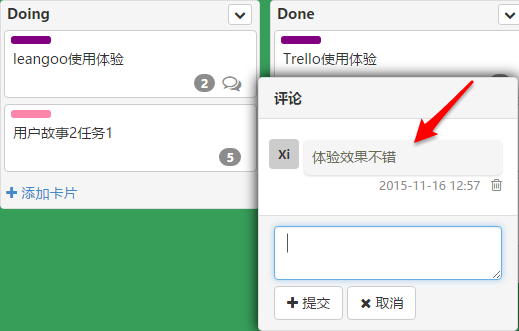 Doing
leangoo使用体验
2
用户故事2任务1
5
添加卡片
Done
Trello使用体验
评论
Xi
体验效果不错
2015-11-16 12:57
提交
取消